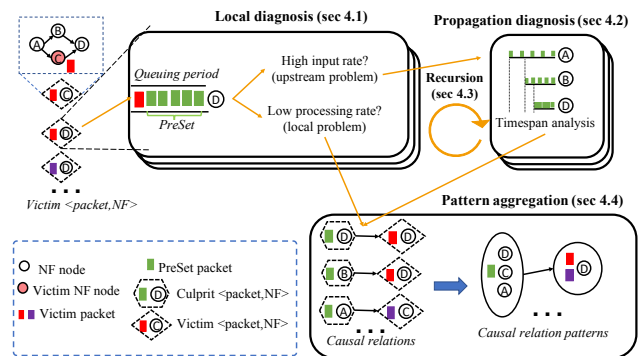 Local diagnosis (sec 4.1)
Propagation diagnosis (sec 4.2)
B
A
D
C
Queuing period
D
PreSet
High input rate?
(upstream problem)
Low processing rate?
(local problem)
Recursion
(sec 4.3)
A
B
D
Timespan analysis
C
D
D
...
Victim <packet,NF>
Pattern aggregation (sec 4.4)
D
D
B
D
A
C
...
Causal relations
D
C
A
D
...
Causal relation patterns
NF node
Victim NF node
Victim packet
PreSet packet
D
Culprit <packet,NF>
C
Victim <packet,NF>